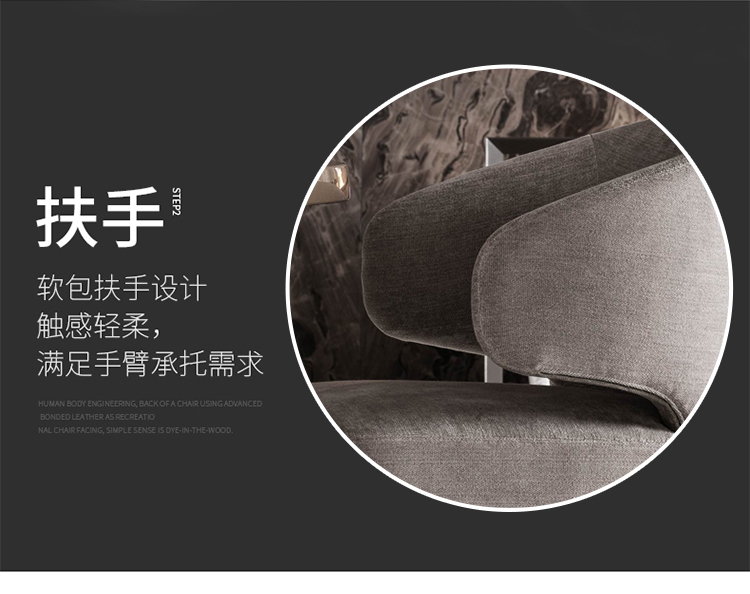 扶手
STEP2
软包扶手设计
触感轻柔，
满足手臂承托需求
HUMAN BODY ENGINEERING, BACK OF A CHAIR USING ADVANCED
BONDED LEATHER AS RECREATIO
NAL CHAIR FACING, SIMPLE SENSE IS DYE-IN-THE-WOOD.